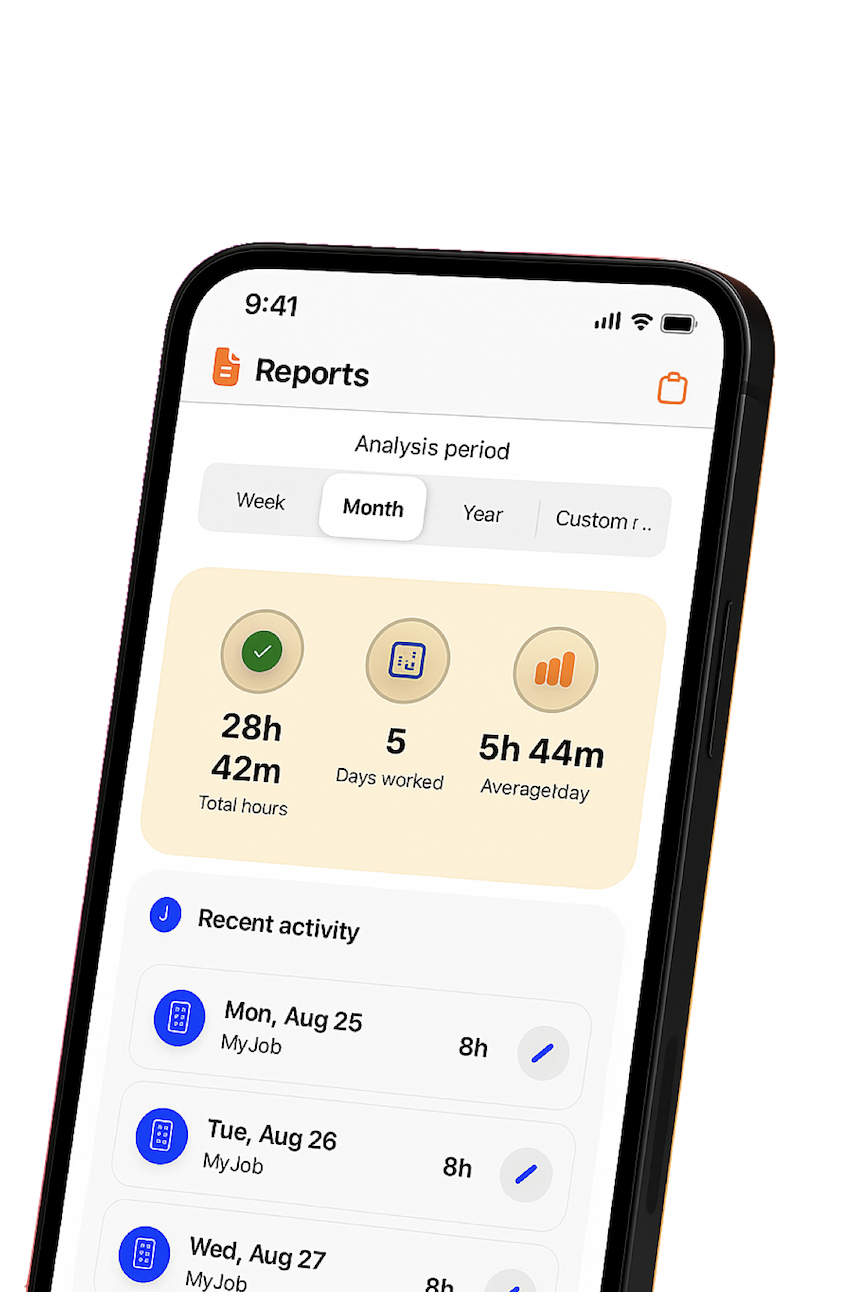 9:41
Reports
Analysis period
Week Month Year Custom r ..
28h
42m
Total hours
5
Days worked
5h 44m
Averagełday
J Recent activity
Mon, Aug 25
MyJob
8h
Tue, Aug 26
MyJob
8h
Wed, Aug 27
MyJob
8h